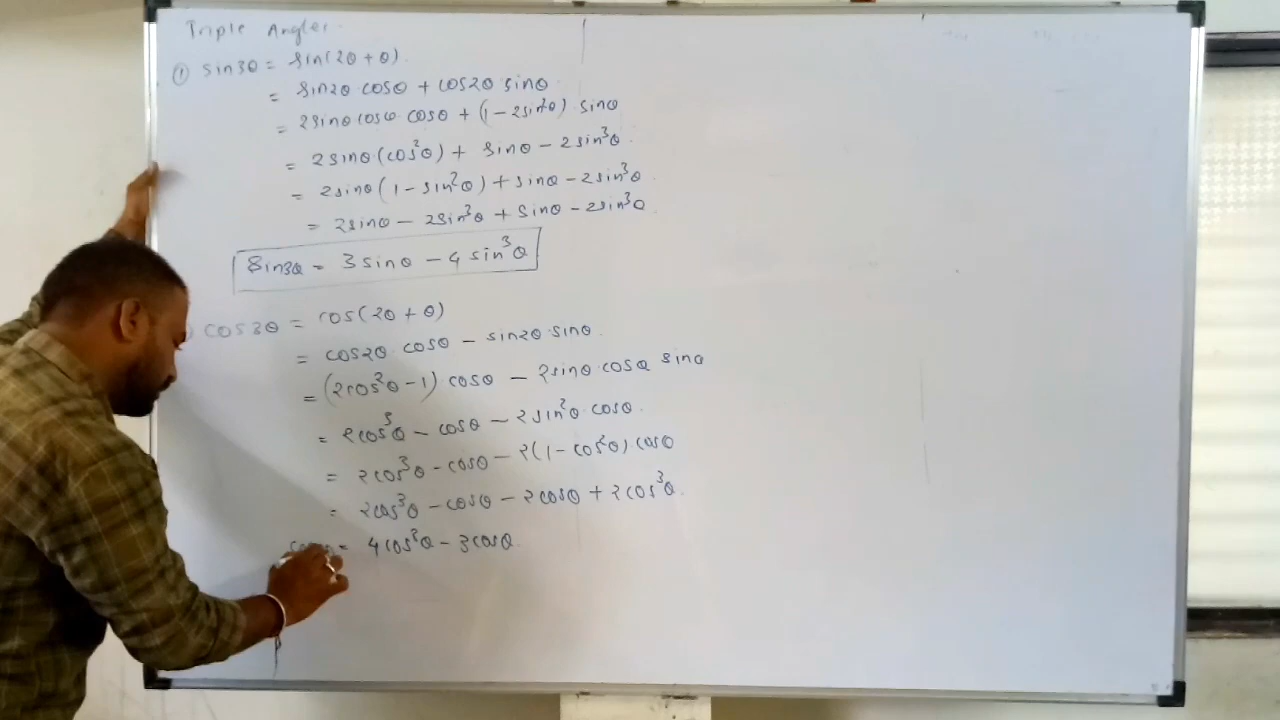 Triple Angles.
① sin3θ = sin(2θ + θ).
= sin2θ cosθ + cos2θ sinθ
= 2sinθ cosθ. cosθ + (1 - 2sin²θ) sinθ
= 2sinθ.(cos²θ) + sinθ - 2sin³θ.
= 2sinθ (1 - sin²θ) + sinθ - 2sin³θ.
= 2sinθ - 2sin³θ + sinθ - 2sin³θ.
Sin3θ = 3sinθ - 4sin³θ
cos3θ = cos(2θ + θ)
= cos2θ. cosθ - sin2θ.sinθ.
= (2cos²θ - 1).cosθ - 2sinθ.cosθ sinθ
= 2cos³θ - cosθ - 2sin²θ.cosθ.
= 2cos³θ - cosθ - 2(1 - cos²θ) cosθ
= 2cos³θ - cosθ - 2cosθ + 2cos³θ.
= 4cos³θ - 3cosθ.